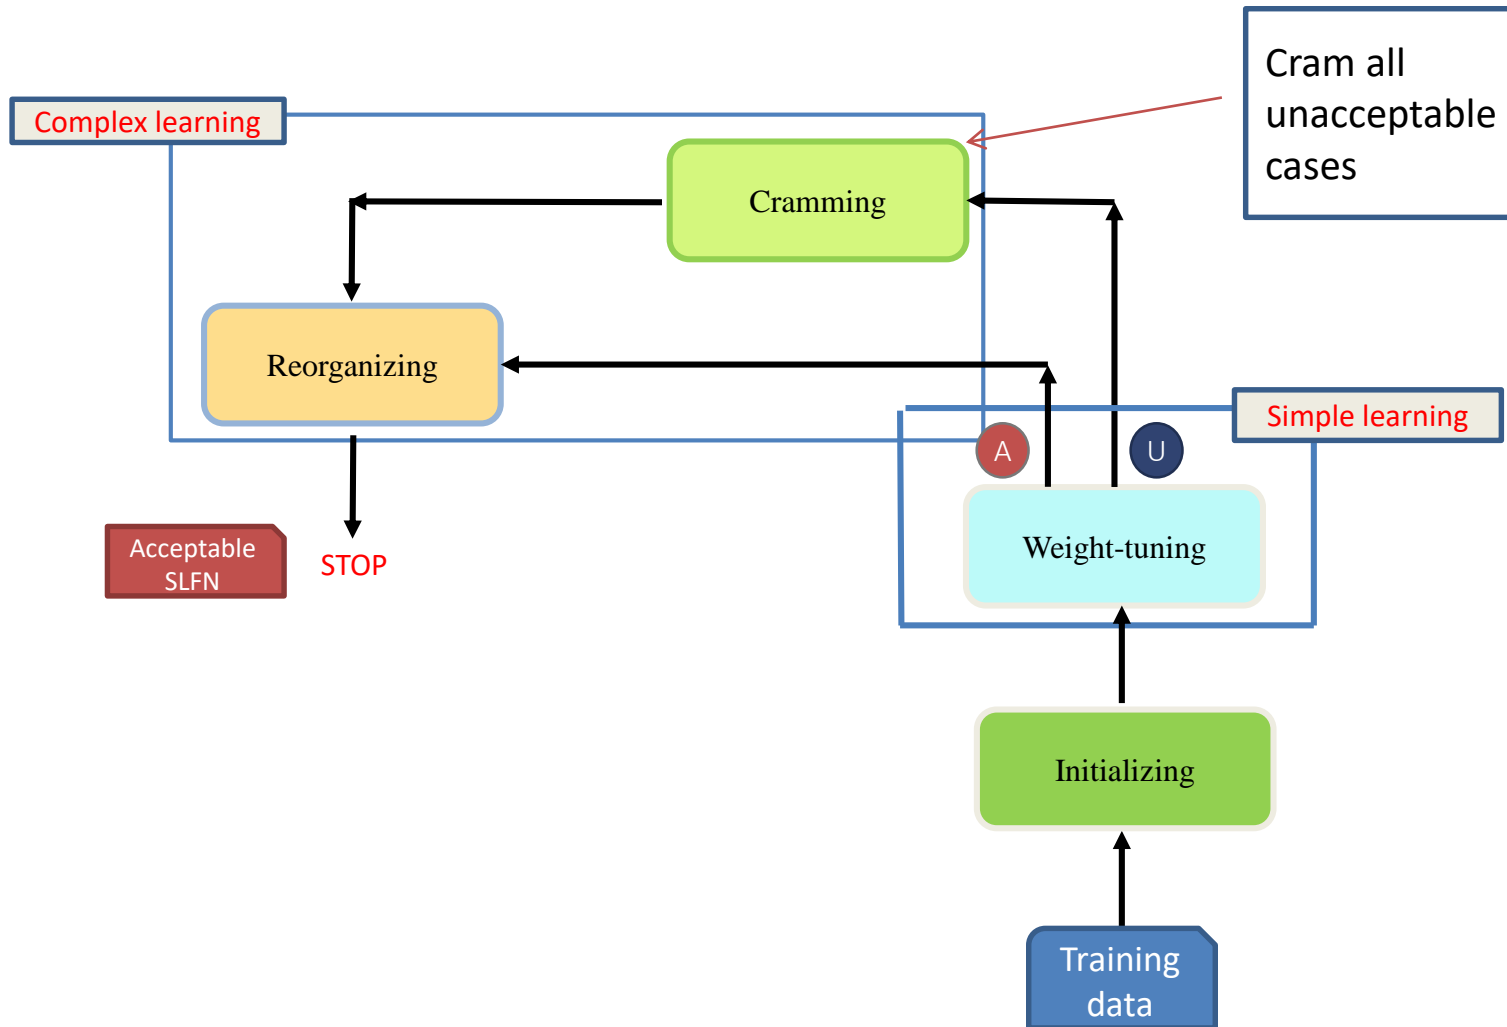 Cram all
unacceptable
cases
Complex learning
Cramming
Reorganizing
Simple learning
A
U
Weight-tuning
Acceptable
SLFN
STOP
Initializing
Training
data